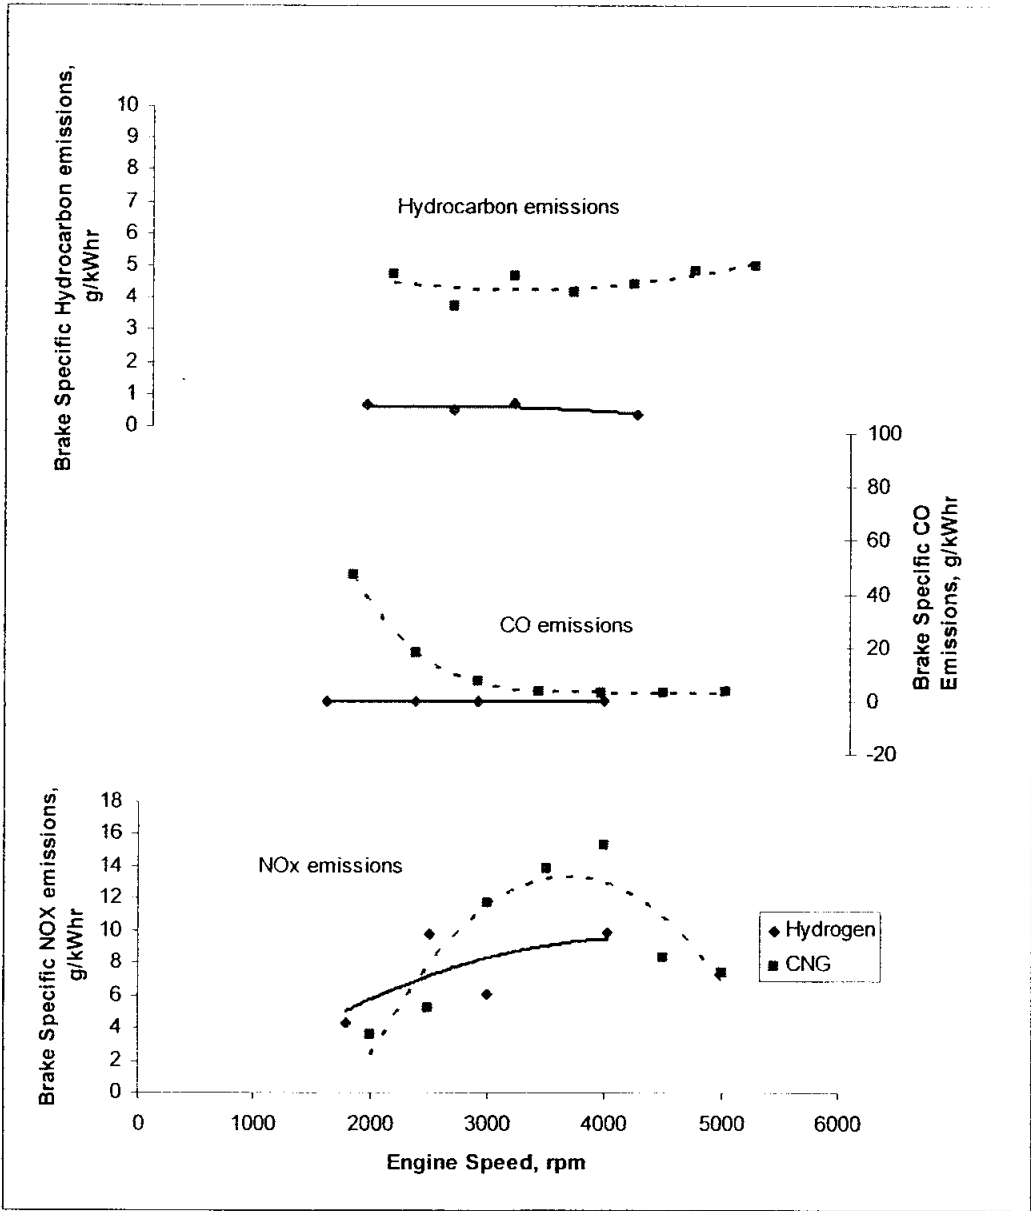 Brake Specific Hydrocarbon emissions,
g/kWhr
10
9
8
7
6
5
4
3
2
1
0
Hydrocarbon emissions
100
80
60
40
20
0
-20
Brake Specific CO
Emissions, g/kWhr
CO emissions
Brake Specific NOX emissions,
g/kWhr
18
16
14
12
10
8
6
4
2
0
NOx emissions
Hydrogen
CNG
0 1000 2000 3000 4000 5000 6000
Engine Speed, rpm